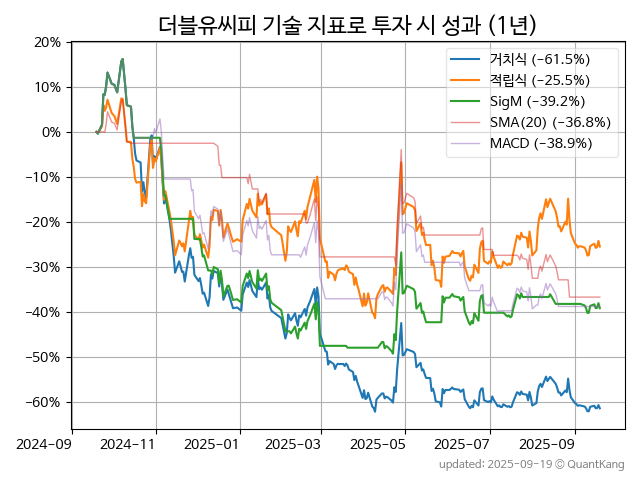 더블유씨피 기술 지표로 투자 시 성과 (1년)
20%
10%
0%
−10%
−20%
−30%
−40%
−50%
−60%
거치식 (−61.5%)
적립식 (−25.5%)
SigM (−39.2%)
SMA(20) (−36.8%)
MACD (−38.9%)
2024-09
2024-11
2025-01
2025-03
2025-05
2025-07
2025-09
updated: 2025-09-19 © QuantKang